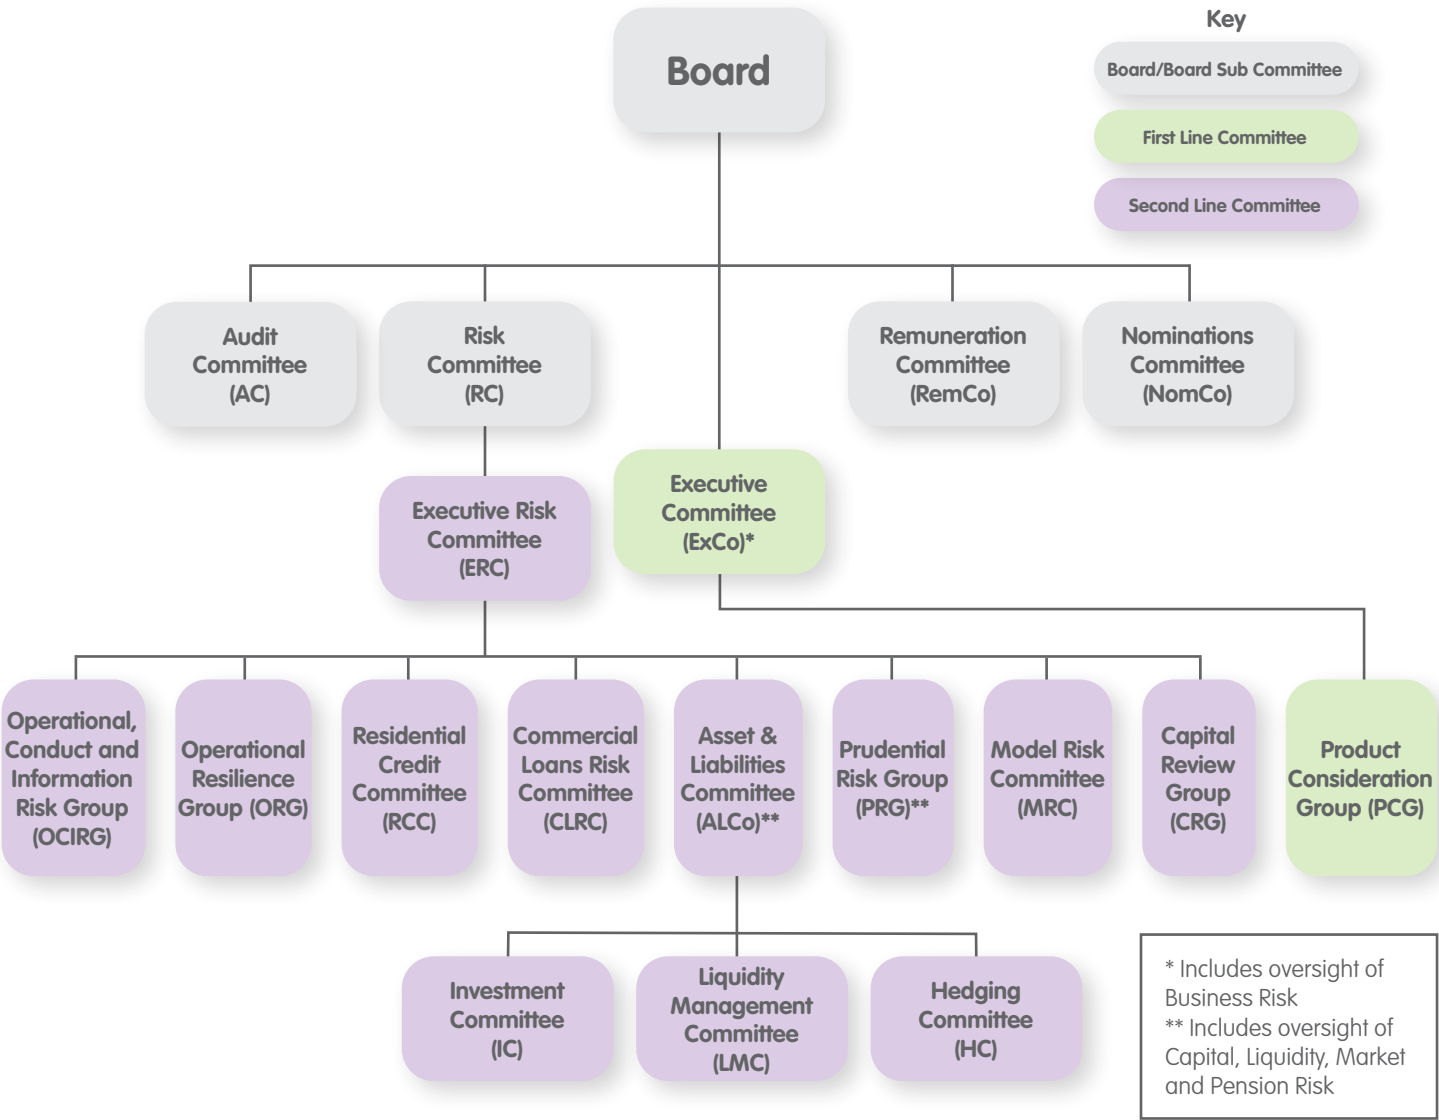 Key
Board/Board Sub Committee
First Line Committee
Second Line Committee
Board
Audit
Committee
(AC)
Risk
Committee
(RC)
Remuneration
Committee
(RemCo)
Nominations
Committee
(NomCo)
Executive Risk
Committee
(ERC)
Executive
Committee
(ExCo)*
Operational,
Conduct and
Information
Risk Group
(OCIRG)
Operational
Resilience
Group (ORG)
Residential
Credit
Committee
(RCC)
Commercial
Loans Risk
Committee
(CLRC)
Asset &
Liabilities
Committee
(ALCo)**
Prudential
Risk Group
(PRG)**
Model Risk
Committee
(MRC)
Capital
Review
Group
(CRG)
Product
Consideration
Group (PCG)
Investment
Committee
(IC)
Liquidity
Management
Committee
(LMC)
Hedging
Committee
(HC)
* Includes oversight of
Business Risk
** Includes oversight of
Capital, Liquidity, Market
and Pension Risk